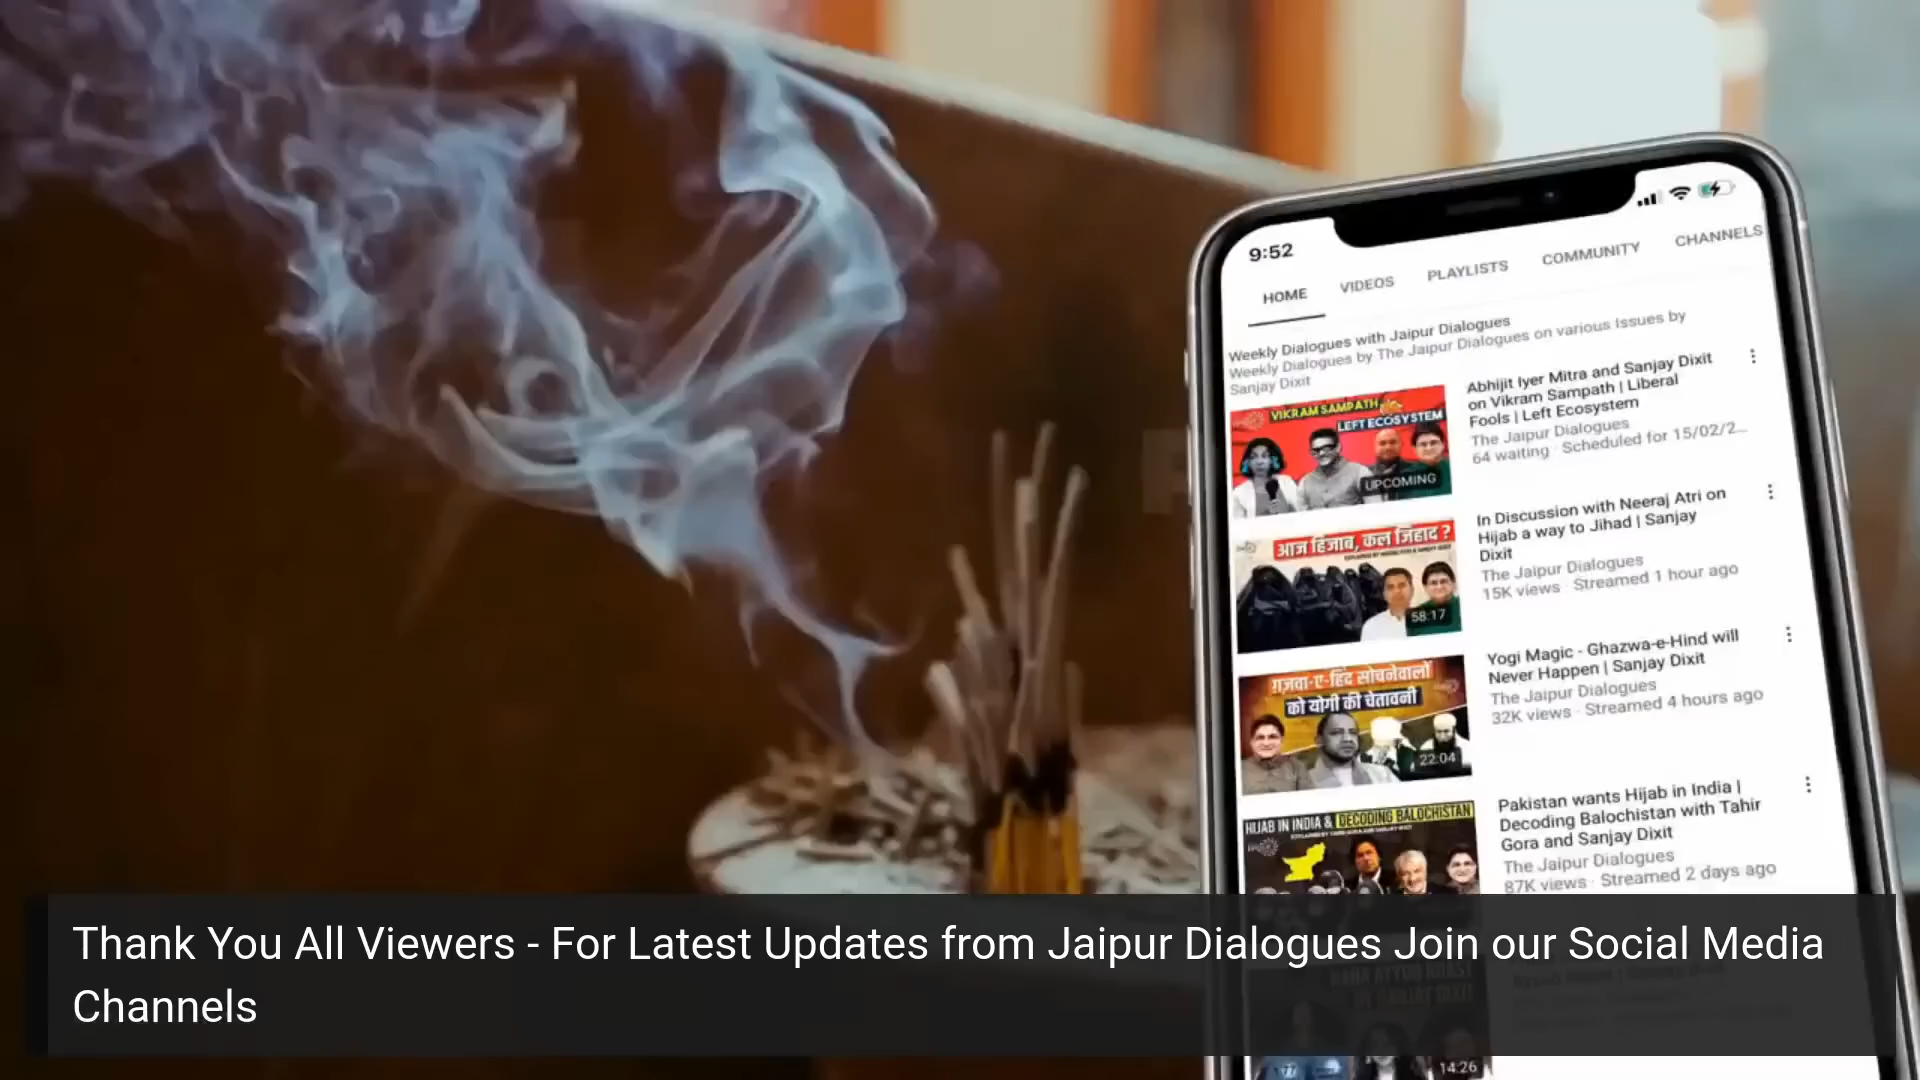 9:52
HOME VIDEOS PLAYLISTS COMMUNITY CHANNELS
Weekly Dialogues with Jaipur Dialogues
Weekly Dialogues by The Jaipur Dialogues on various Issues by
Sanjay Dixit
VIKRAM SAMPATH
LEFT ECOSYSTEM
UPCOMING
Abhijit Iyer Mitra and Sanjay Dixit
on Vikram Sampath | Liberal
Fools | Left Ecosystem
The Jaipur Dialogues
64 waiting · Scheduled for 15/02/2...
आज हिजाब, कल जिहाद ?
58:17
In Discussion with Neeraj Atri on
Hijab a way to Jihad | Sanjay
Dixit
The Jaipur Dialogues
15K views · Streamed 1 hour ago
ग़ज़वा-ए-हिंद सोचनेवालों
को योगी की चेतावनी
22:04
Yogi Magic - Ghazwa-e-Hind will
Never Happen | Sanjay Dixit
The Jaipur Dialogues
32K views · Streamed 4 hours ago
HIJAB IN INDIA & DECODING BALOCHISTAN
Pakistan wants Hijab in India |
Decoding Balochistan with Tahir
Gora and Sanjay Dixit
The Jaipur Dialogues
87K views · Streamed 2 days ago
14:26
Thank You All Viewers - For Latest Updates from Jaipur Dialogues Join our Social Media
Channels